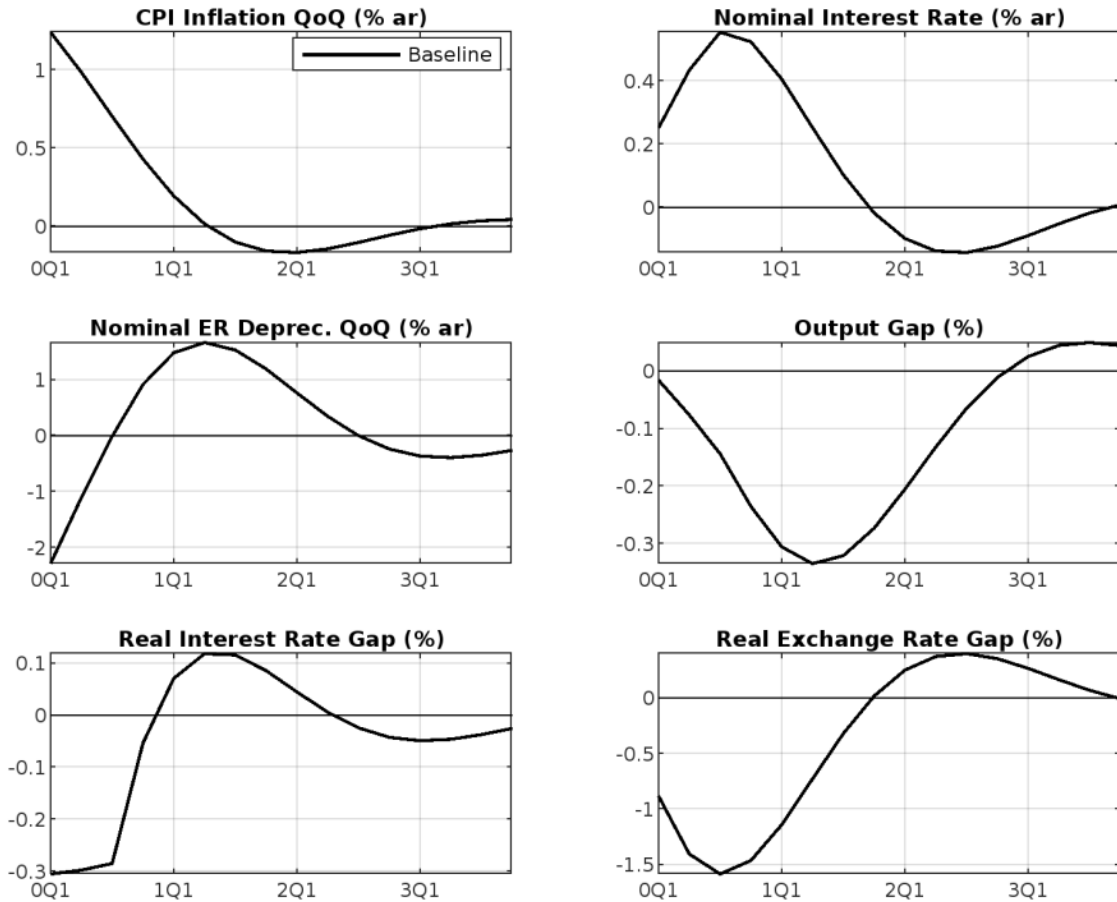 CPI Inflation QoQ (% ar)
Baseline
1
0.5
0
0Q1 1Q1 2Q1 3Q1
Nominal Interest Rate (% ar)
0.4
0.2
0
0Q1 1Q1 2Q1 3Q1
Nominal ER Deprec. QoQ (% ar)
1
0
-1
-2
0Q1 1Q1 2Q1 3Q1
Output Gap (%)
0
-0.1
-0.2
-0.3
0Q1 1Q1 2Q1 3Q1
Real Interest Rate Gap (%)
0.1
0
-0.1
-0.2
-0.3
0Q1 1Q1 2Q1 3Q1
Real Exchange Rate Gap (%)
0
-0.5
-1
-1.5
0Q1 1Q1 2Q1 3Q1